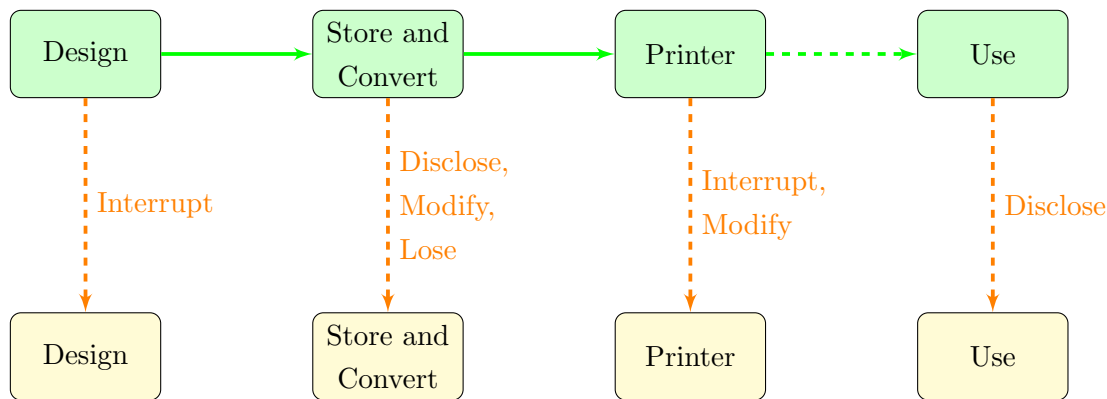 Design
Store and
Convert
Printer
Use
Interrupt
Disclose,
Modify,
Lose
Interrupt,
Modify
Disclose
Design
Store and
Convert
Printer
Use